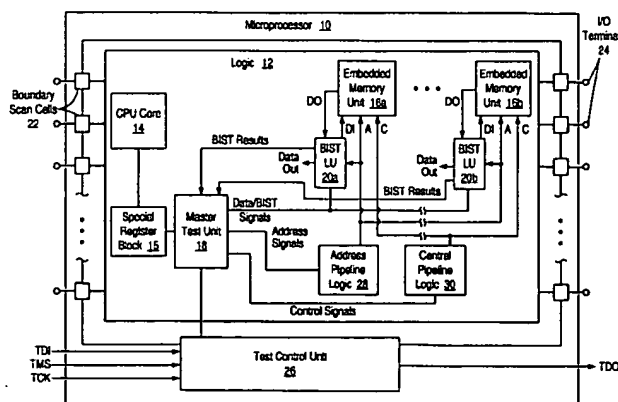 Microprocessor 10
I/O
Terminals
24
Logic 12
Boundary
Scan Cells
22
CPU Core
14
Embedded
Memory
Unit 16a
Embedded
Memory
Unit 16b
DO
DI
A
C
DO
DI
A
C
BIST Results
BIST
LU
20a
Data
Out
BIST
LU
20b
Data
Out
BIST Results
Special
Register
Block 15
Master
Test Unit
18
Data/BIST
Signals
Address
Signals
Address
Pipeline
Logic 28
Central
Pipeline
Logic 30
Control Signals
TDI
TMS
TCK
Test Control Unit
26
TDO